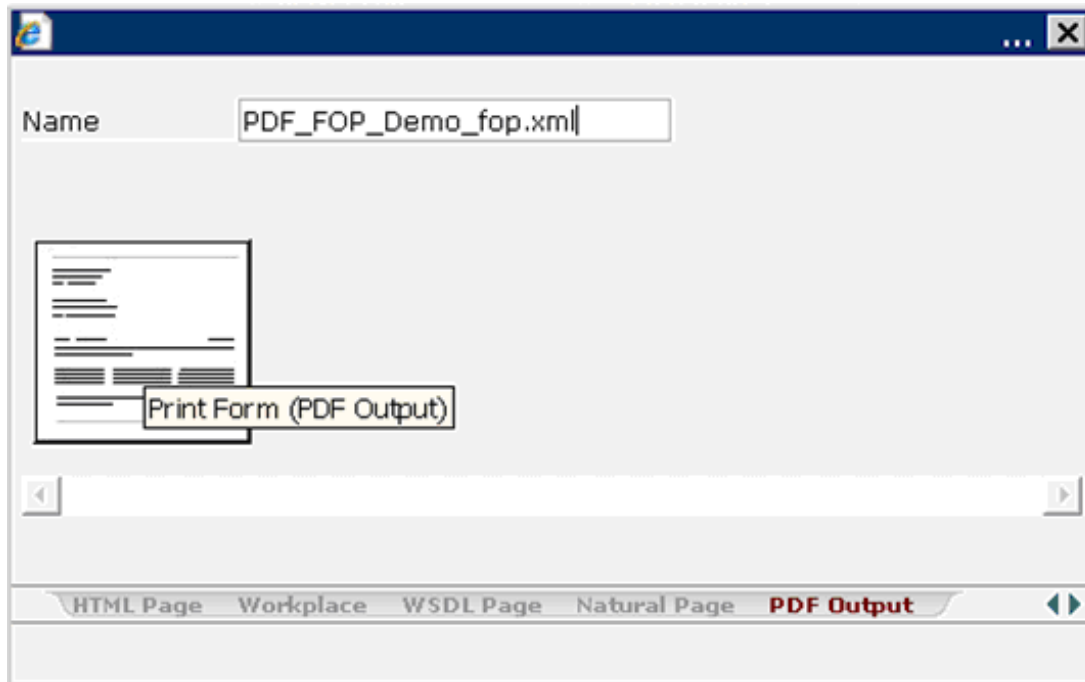 ...
Name PDF_FOP_Demo_fop.xml
Print Form (PDF Output)
HTML Page Workplace WSDL Page Natural Page PDF Output